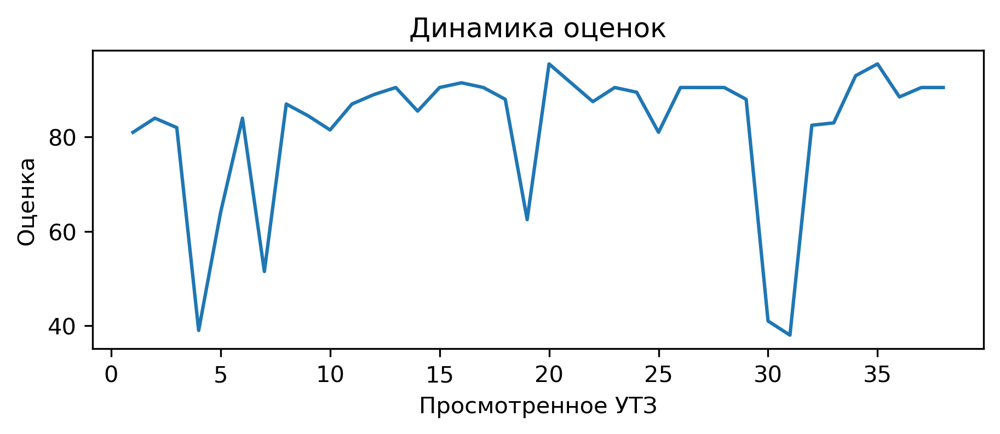 Динамика оценок
Оценка
80
60
40
0 5 10 15 20 25 30 35
Просмотренное УТЗ